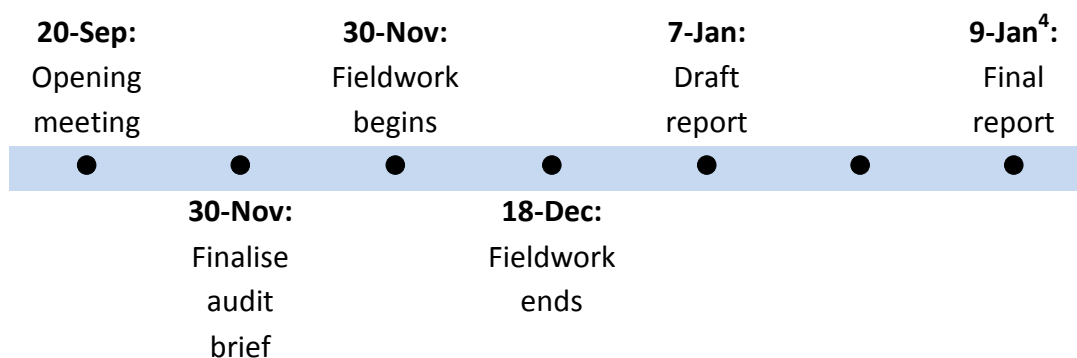 20-Sep: 30-Nov: 7-Jan: 9-Jan⁴:
Opening Fieldwork Draft Final
meeting begins report report
30-Nov: 18-Dec:
Finalise Fieldwork
audit ends
brief